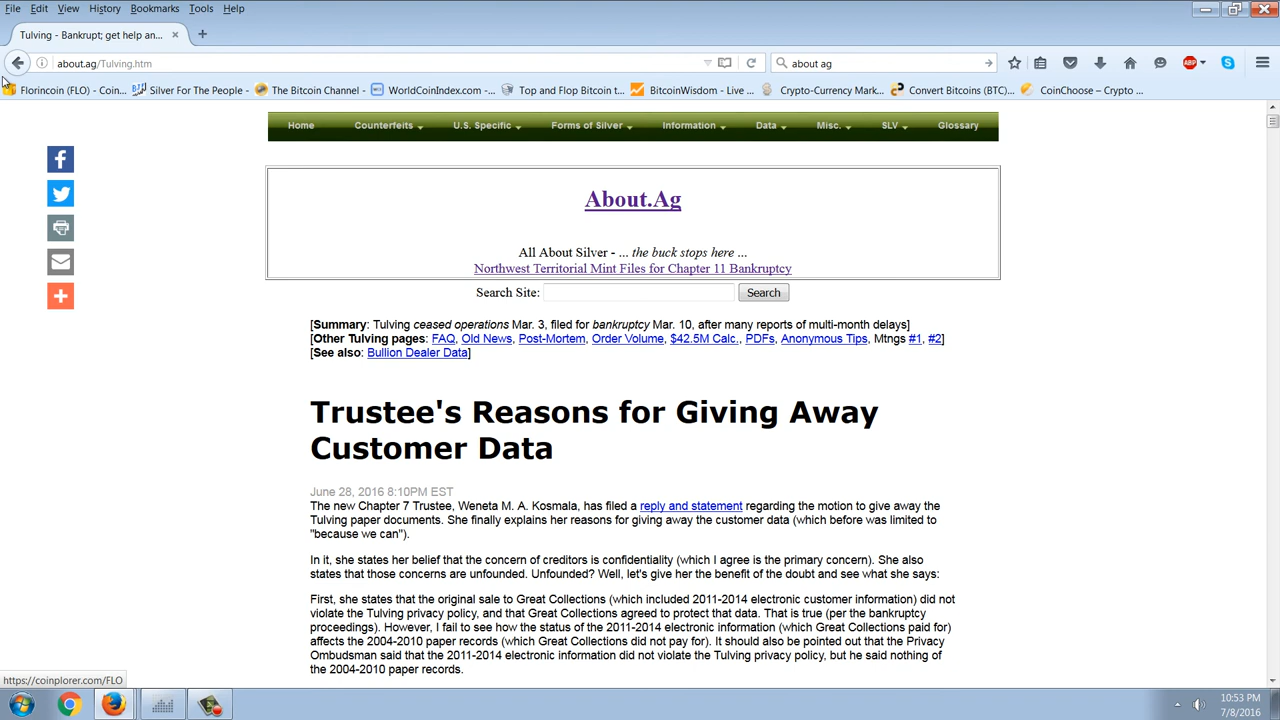 File Edit View History Bookmarks Tools Help
Tulving - Bankrupt; get help an... × +
about.ag/Tulving.htm about ag
Florincoin (FLO) - Coin... Silver For The People - ... The Bitcoin Channel - ... WorldCoinIndex.com -... Top and Flop Bitcoin t... BitcoinWisdom - Live ... Crypto-Currency Mark... Convert Bitcoins (BTC)... CoinChoose – Crypto ...
Home Counterfeits U.S. Specific Forms of Silver Information Data Misc. SLV Glossary
About.Ag
All About Silver - ... the buck stops here ...
Northwest Territorial Mint Files for Chapter 11 Bankruptcy
Search Site: Search
[Summary: Tulving ceased operations Mar. 3, filed for bankruptcy Mar. 10, after many reports of multi-month delays]
[Other Tulving pages: FAQ, Old News, Post-Mortem, Order Volume, $42.5M Calc., PDFs, Anonymous Tips, Mtngs #1, #2]
[See also: Bullion Dealer Data]
Trustee's Reasons for Giving Away
Customer Data
June 28, 2016 8:10PM EST
The new Chapter 7 Trustee, Weneta M. A. Kosmala, has filed a reply and statement regarding the motion to give away the
Tulving paper documents. She finally explains her reasons for giving away the customer data (which before was limited to
"because we can").
In it, she states her belief that the concern of creditors is confidentiality (which I agree is the primary concern). She also
states that those concerns are unfounded. Unfounded? Well, let's give her the benefit of the doubt and see what she says:
First, she states that the original sale to Great Collections (which included 2011-2014 electronic customer information) did not
violate the Tulving privacy policy, and that Great Collections agreed to protect that data. That is true (per the bankruptcy
proceedings). However, I fail to see how the status of the 2011-2014 electronic information (which Great Collections paid for)
affects the 2004-2010 paper records (which Great Collections did not pay for). It should also be pointed out that the Privacy
Ombudsman said that the 2011-2014 electronic information did not violate the Tulving privacy policy, but he said nothing of
the 2004-2010 paper records.
https://coinplorer.com/FLO
10:53 PM
7/8/2016
ABP